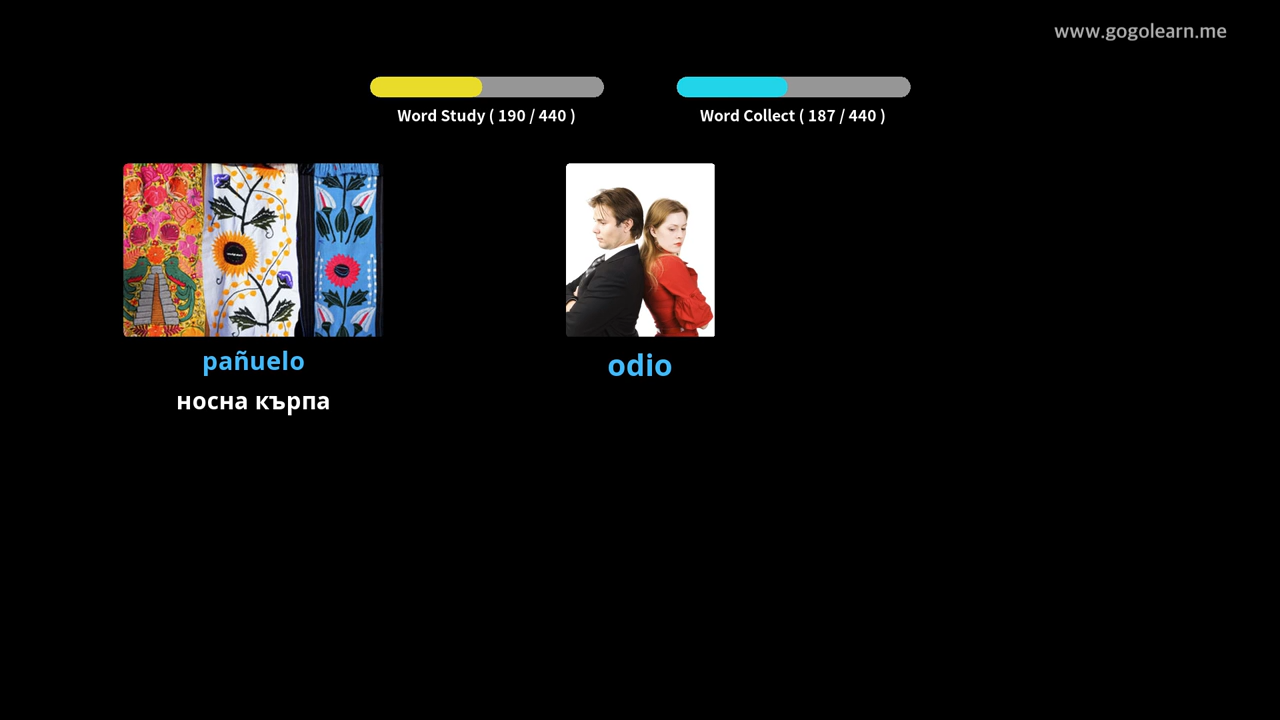 www.gogolearn.me
Word Study ( 190 / 440 )
Word Collect ( 187 / 440 )
pañuelo
носна кърпа
odio